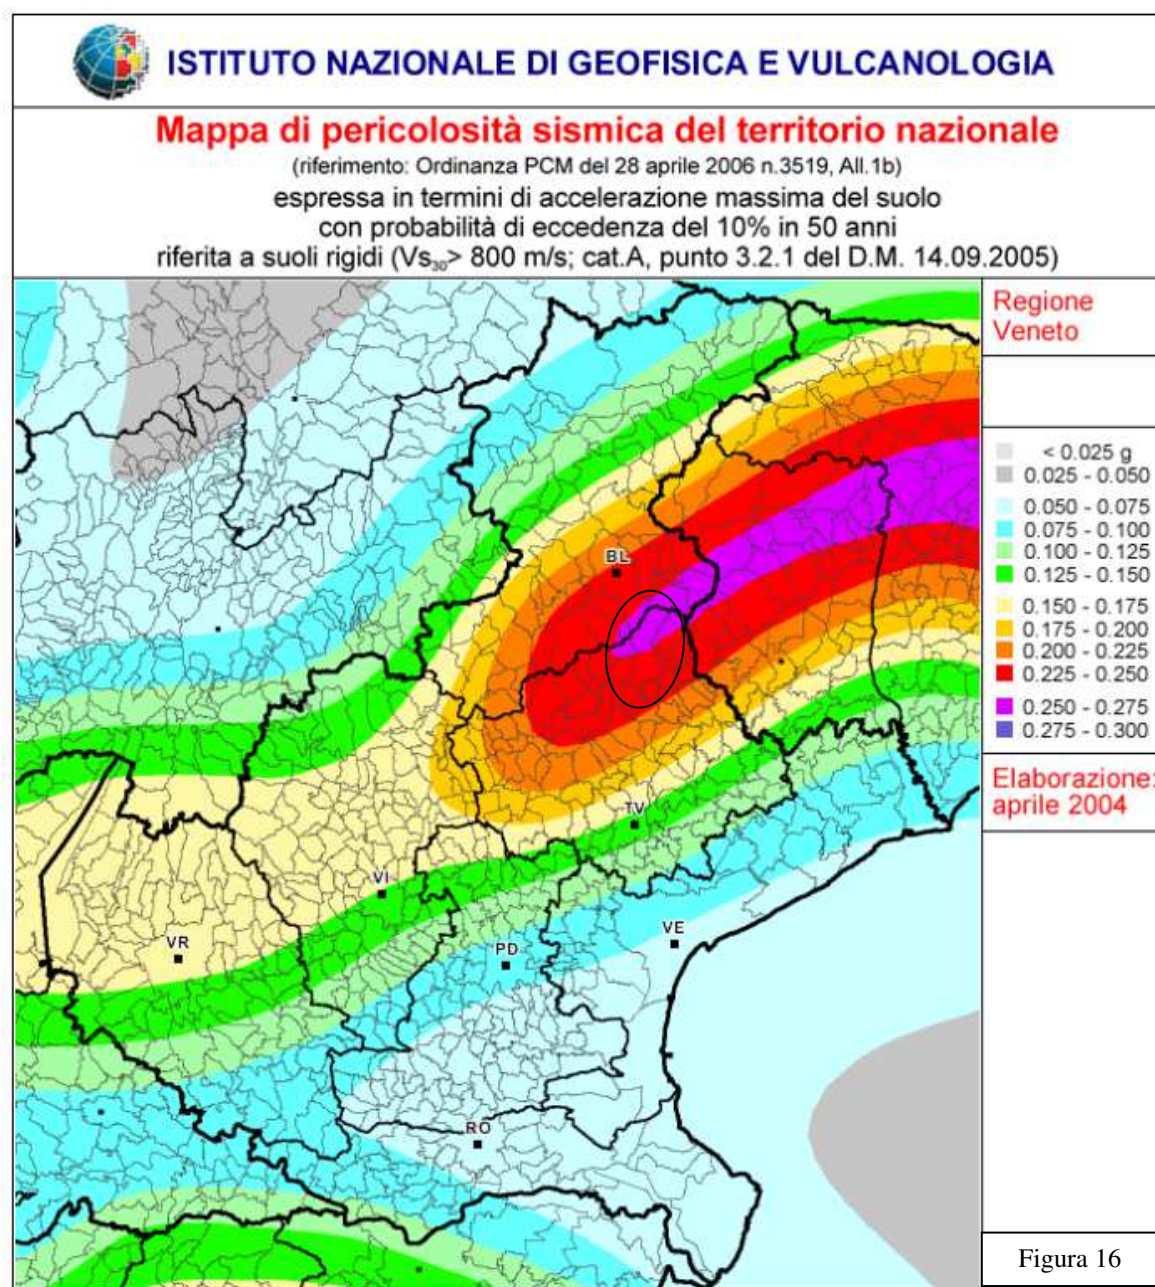 ISTITUTO NAZIONALE DI GEOFISICA E VULCANOLOGIA
Mappa di pericolosità sismica del territorio nazionale
(riferimento: Ordinanza PCM del 28 aprile 2006 n.3519, All.1b)
espressa in termini di accelerazione massima del suolo
con probabilità di eccedenza del 10% in 50 anni
riferita a suoli rigidi (Vs₃₀> 800 m/s; cat.A, punto 3.2.1 del D.M. 14.09.2005)
Regione
Veneto
< 0.025 g
0.025 - 0.050
0.050 - 0.075
0.075 - 0.100
0.100 - 0.125
0.125 - 0.150
0.150 - 0.175
0.175 - 0.200
0.200 - 0.225
0.225 - 0.250
0.250 - 0.275
0.275 - 0.300
Elaborazione:
aprile 2004
BL
TV
VI
VR
PD
VE
RO
Figura 16